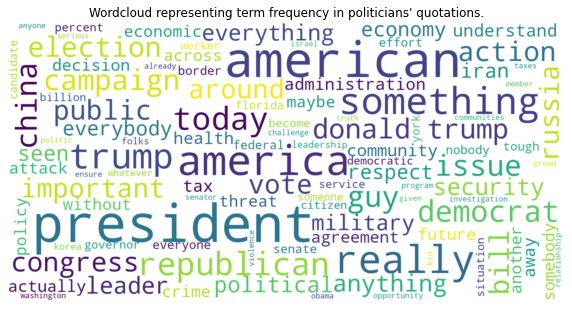 Wordcloud representing term frequency in politicians' quotations.
anyone percent economic everything economy understand
serious worker israel effort taxes
election across american action
candidate decision border already iran member
china campaign around administration something russia
billion florida maybe truth communities
public today donald trump
everybody health become challenge york
politic folks federal leadership community nobody tough
seen trump america respect issue
attack ensure whatever democratic proud
important tax vote service someone program given investigation
without senator threat citizen guy security
policy president military democrat
korea governor everyone violence senate agreement future
congress republican really bill another away somebody
actually leader crime political anything situation kid relationship
washington obama opportunity